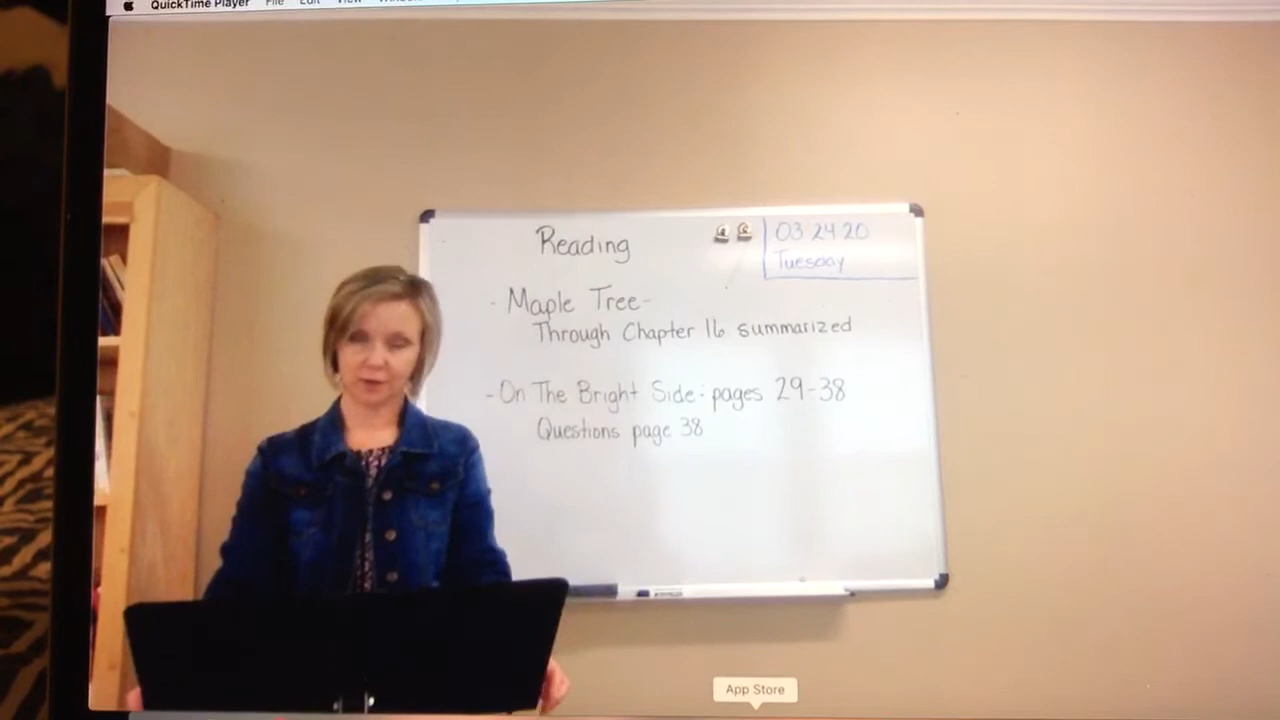 QuickTime Player File Edit View
Reading
03 24 20
Tuesday
- Maple Tree-
Through Chapter 16 summarized
- On The Bright Side: pages 29-38
Questions page 38
App Store